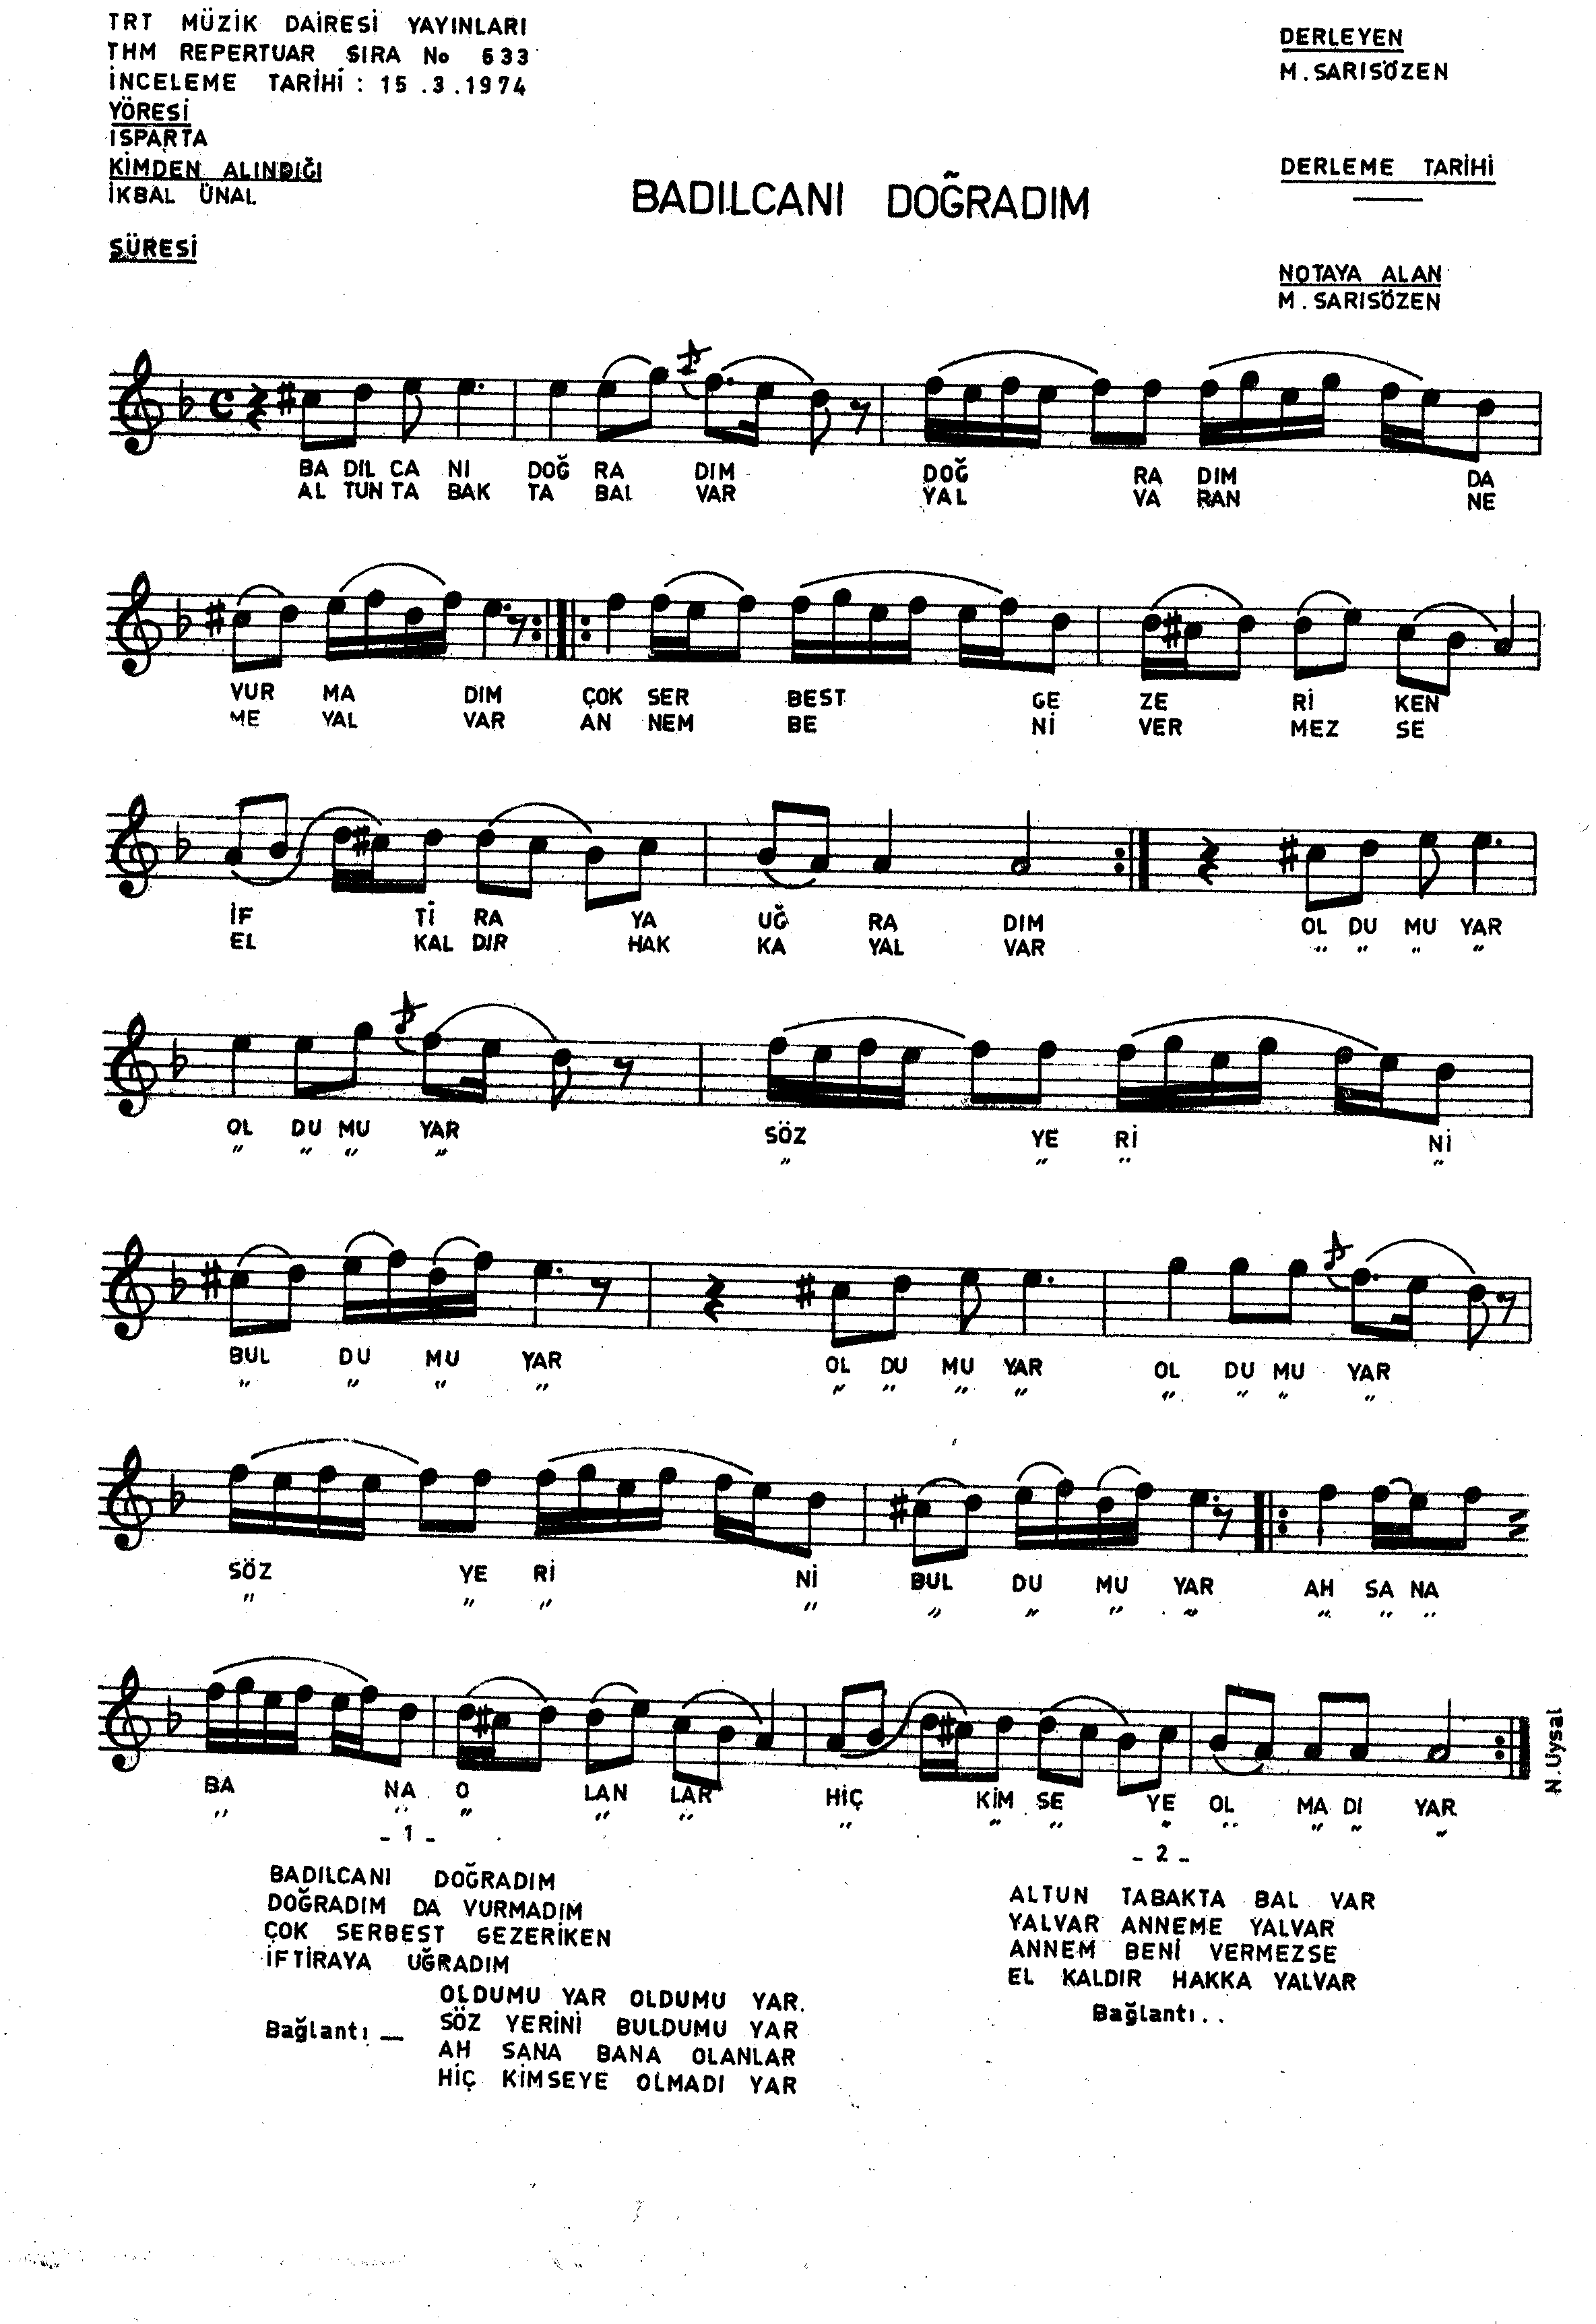 TRT MÜZİK DAİRESİ YAYINLARI
THM REPERTUAR SIRA No 633
İNCELEME TARİHİ : 15.3.1974
YÖRESİ
ISPARTA
KİMDEN ALINDIĞI
İKBAL ÜNAL
SÜRESİ
BADILCANI DOĞRADIM
DERLEYEN
M.SARISÖZEN
DERLEME TARİHİ
NOTAYA ALAN
M.SARISÖZEN
BA DIL CA NI DOĞ RA DIM DOĞ RA DIM DA
AL TUN TA BAK TA BAL VAR YAL VA RAN NE
VUR MA DIM ÇOK SER BEST GE ZE Rİ KEN
ME YAL VAR AN NEM BE Nİ VER MEZ SE
İF Tİ RA YA UĞ RA DIM OL DU MU YAR
EL KAL DIR HAK KA YAL VAR " " " "
OL DU MU YAR SÖZ YE Rİ Nİ
" " " " " " " "
BUL DU MU YAR OL DU MU YAR OL DU MU YAR
" " " " " " " " " " " "
SÖZ YE Rİ Nİ BUL DU MU YAR AH SA NA
" " " " " " " " " " "
BA NA O LAN LAR HİÇ KİM SE YE OL MA DI YAR
" " " " " " " " " " " " "
N.Uysal
- 1 -
BADILCANI DOĞRADIM
DOĞRADIM DA VURMADIM
ÇOK SERBEST GEZERİKEN
İFTİRAYA UĞRADIM
Bağlantı —
OLDUMU YAR OLDUMU YAR.
SÖZ YERİNİ BULDUMU YAR
AH SANA BANA OLANLAR
HİÇ KİMSEYE OLMADI YAR
- 2 -
ALTUN TABAKTA BAL VAR
YALVAR ANNEME YALVAR
ANNEM BENİ VERMEZSE
EL KALDIR HAKKA YALVAR
Bağlantı..